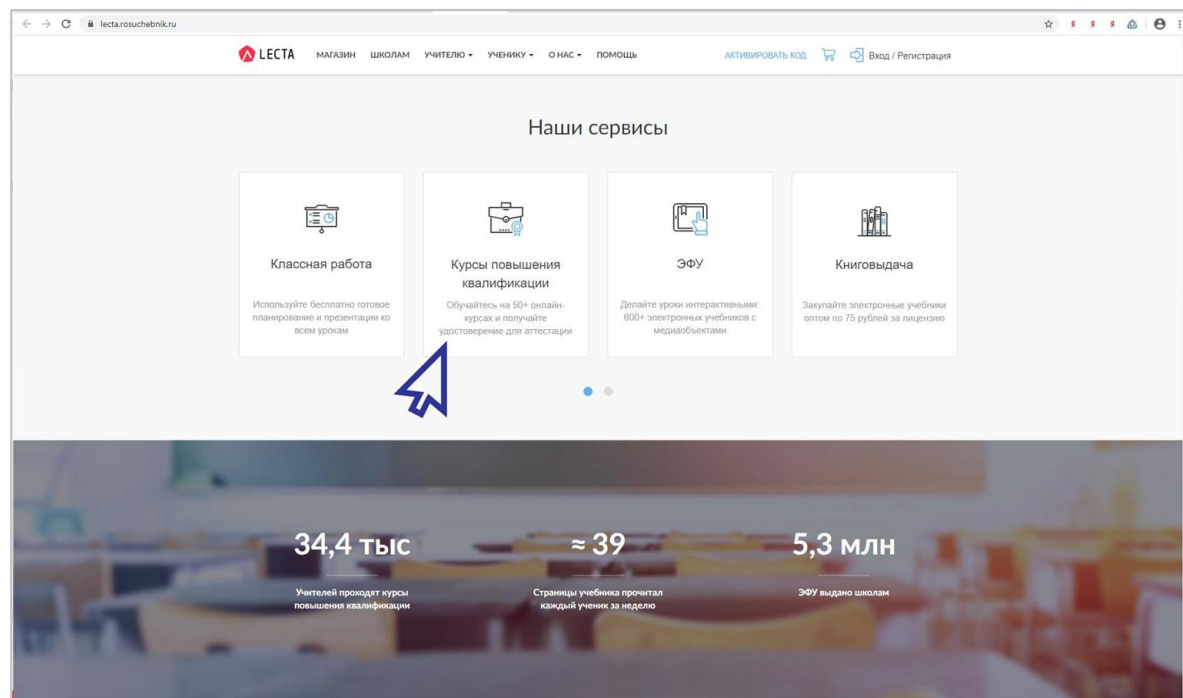 lecta.rosuchebnik.ru
LECTA МАГАЗИН ШКОЛАМ УЧИТЕЛЮ УЧЕНИКУ О НАС ПОМОЩЬ АКТИВИРОВАТЬ КОД Вход / Регистрация
Наши сервисы
Классная работа
Используйте бесплатно готовое
планирование и презентации ко
всем урокам
Курсы повышения
квалификации
Обучайтесь на 50+ онлайн-
курсах и получайте
удостоверение для аттестации
ЭФУ
Делайте уроки интерактивными:
600+ электронных учебников с
медиаобъектами
Книговыдача
Закупайте электронные учебники
оптом по 75 рублей за лицензию
34,4 тыс
Учителей проходят курсы
повышения квалификации
≈ 39
Страницы учебника прочитал
каждый ученик за неделю
5,3 млн
ЭФУ выдано школам